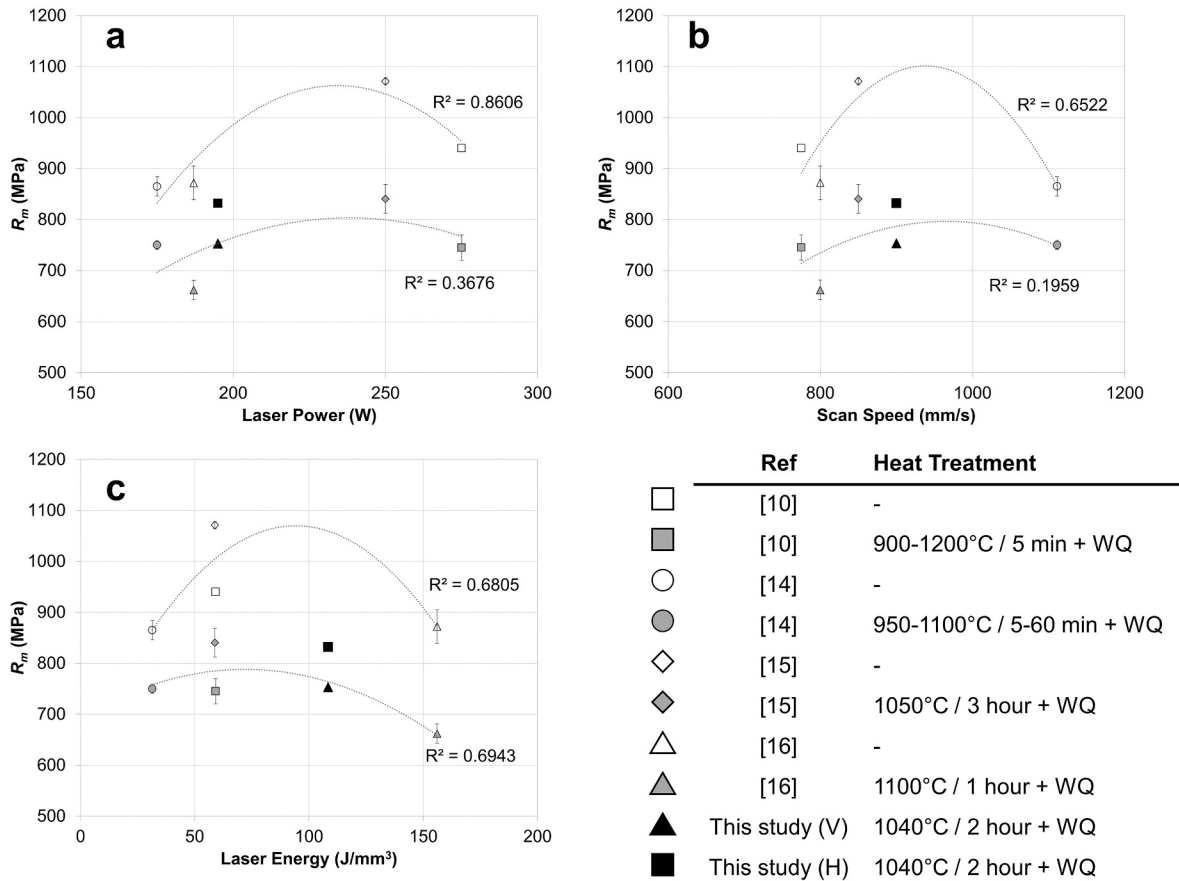 a
1200
1100
1000
900
800
700
600
500
R² = 0.8606
R² = 0.3676
150 200 250 300
Rm (MPa)
Laser Power (W)
b
1200
1100
1000
900
800
700
600
500
R² = 0.6522
R² = 0.1959
600 800 1000 1200
Rm (MPa)
Scan Speed (mm/s)
c
1200
1100
1000
900
800
700
600
500
R² = 0.6805
R² = 0.6943
0 50 100 150 200
Rm (MPa)
Laser Energy (J/mm³)
Ref Heat Treatment
[10] -
[10] 900-1200°C / 5 min + WQ
[14] -
[14] 950-1100°C / 5-60 min + WQ
[15] -
[15] 1050°C / 3 hour + WQ
[16] -
[16] 1100°C / 1 hour + WQ
This study (V) 1040°C / 2 hour + WQ
This study (H) 1040°C / 2 hour + WQ